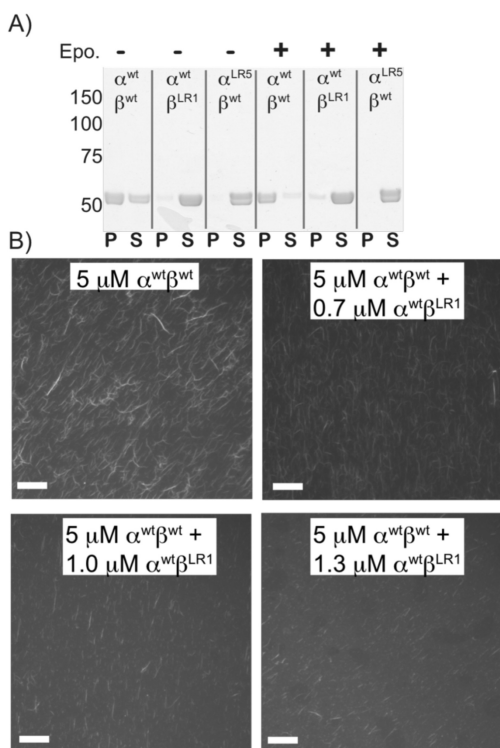 A)
Epo. - - - + + +
α^wt α^wt α^LR5 α^wt α^wt α^LR5
β^wt β^LR1 β^wt β^wt β^LR1 β^wt
150
100
75
50
P S P S P S P S P S P S
B)
5 μM α^wtβ^wt
5 μM α^wtβ^wt +
0.7 μM α^wtβ^LR1
5 μM α^wtβ^wt +
1.0 μM α^wtβ^LR1
5 μM α^wtβ^wt +
1.3 μM α^wtβ^LR1